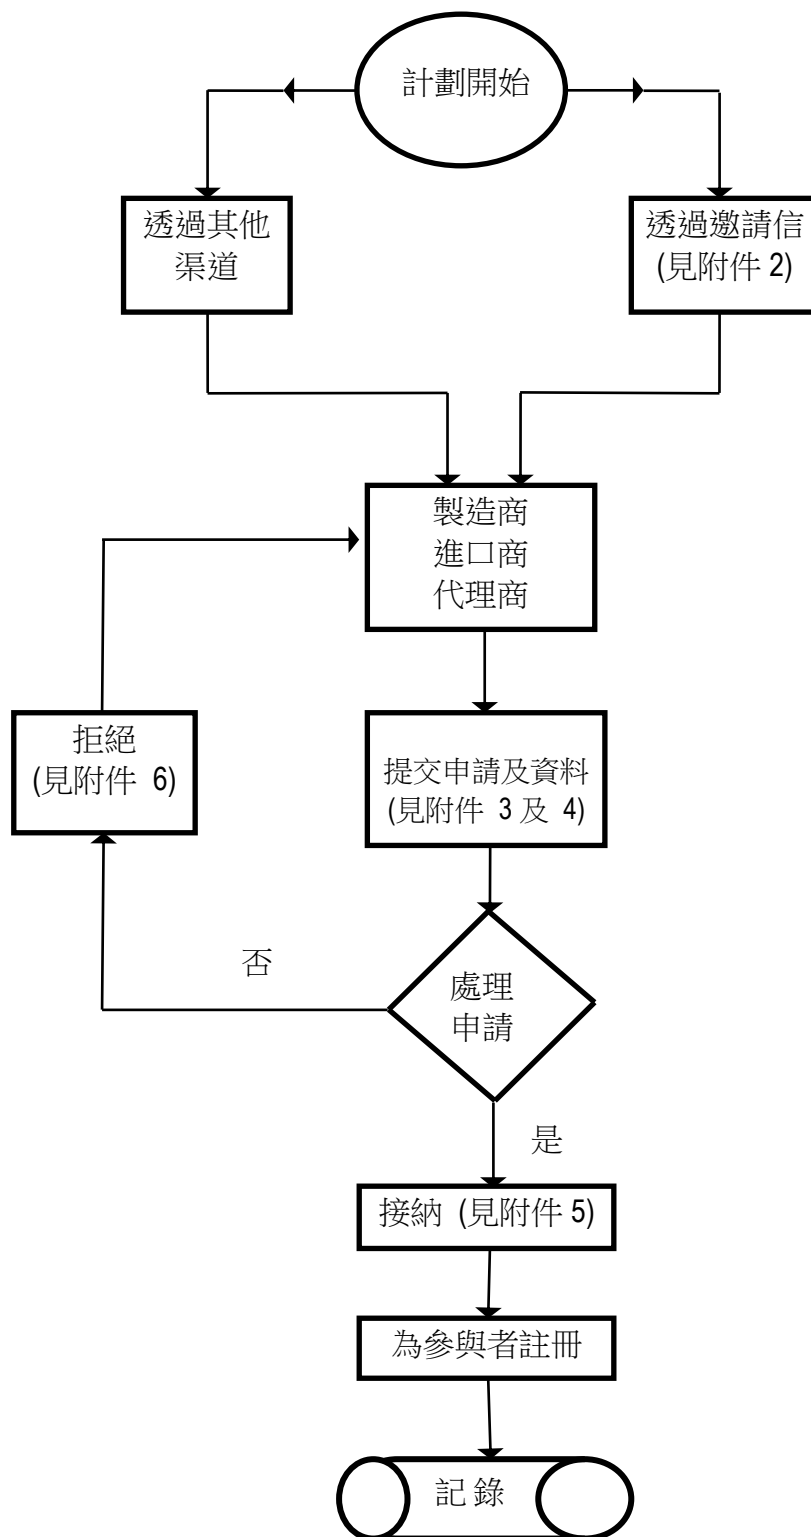 計劃開始
透過其他
渠道
透過邀請信
(見附件 2)
製造商
進口商
代理商
拒絕
(見附件 6)
提交申請及資料
(見附件 3 及 4)
否
處理
申請
是
接納 (見附件 5)
為參與者註冊
記 錄